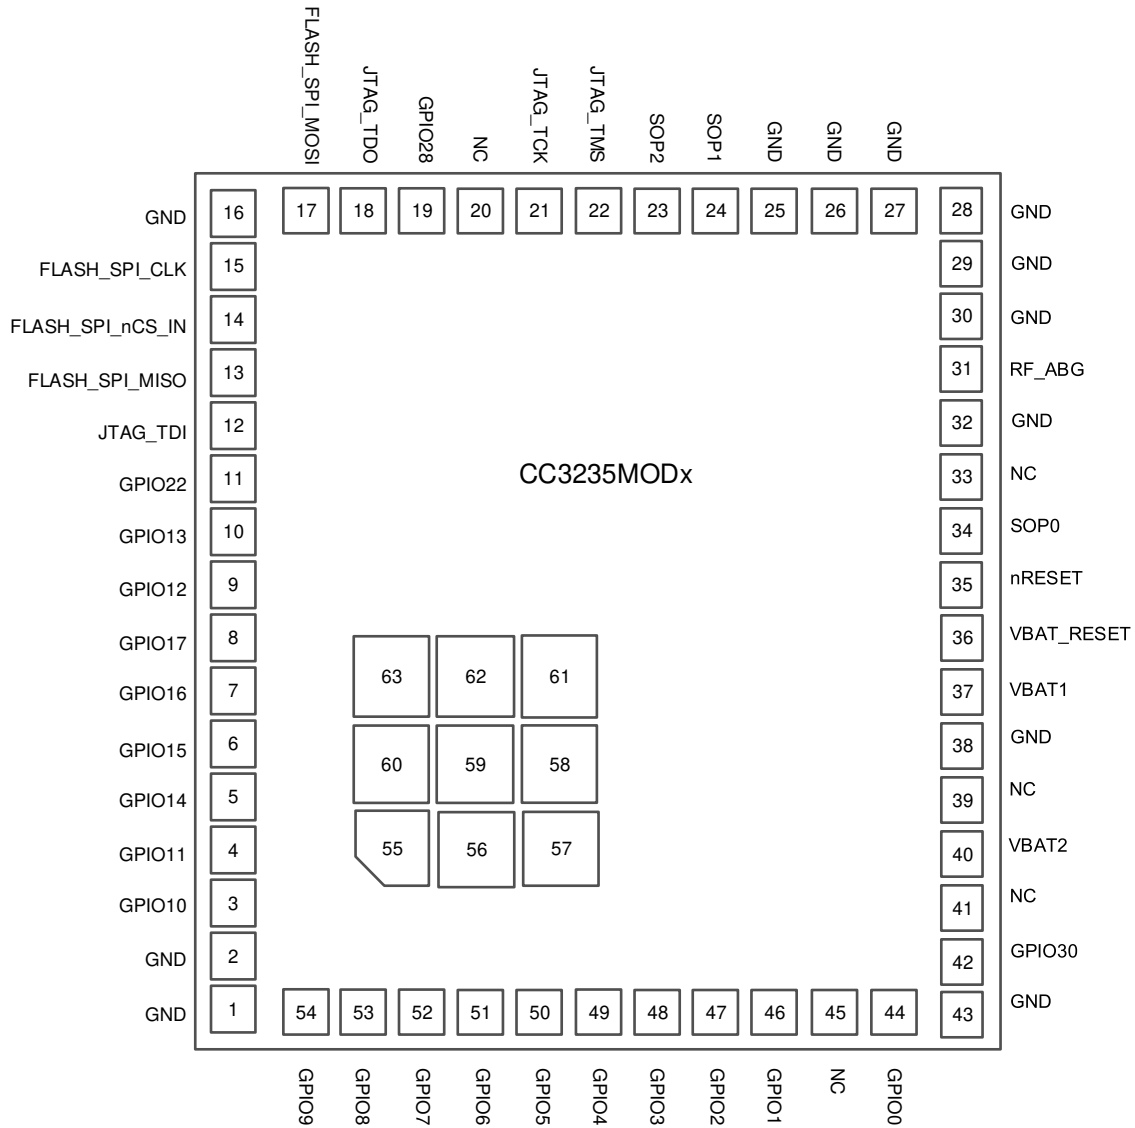 FLASH_SPI_MOSI
JTAG_TDO
GPIO28
NC
JTAG_TCK
JTAG_TMS
SOP2
SOP1
GND
GND
GND
17
18
19
20
21
22
23
24
25
26
27
GND 16
FLASH_SPI_CLK 15
FLASH_SPI_nCS_IN 14
FLASH_SPI_MISO 13
JTAG_TDI 12
GPIO22 11
GPIO13 10
GPIO12 9
GPIO17 8
GPIO16 7
GPIO15 6
GPIO14 5
GPIO11 4
GPIO10 3
GND 2
GND 1
CC3235MODx
63 62 61
60 59 58
55 56 57
28 GND
29 GND
30 GND
31 RF_ABG
32 GND
33 NC
34 SOP0
35 nRESET
36 VBAT_RESET
37 VBAT1
38 GND
39 NC
40 VBAT2
41 NC
42 GPIO30
43 GND
54
53
52
51
50
49
48
47
46
45
44
GPIO9
GPIO8
GPIO7
GPIO6
GPIO5
GPIO4
GPIO3
GPIO2
GPIO1
NC
GPIO0